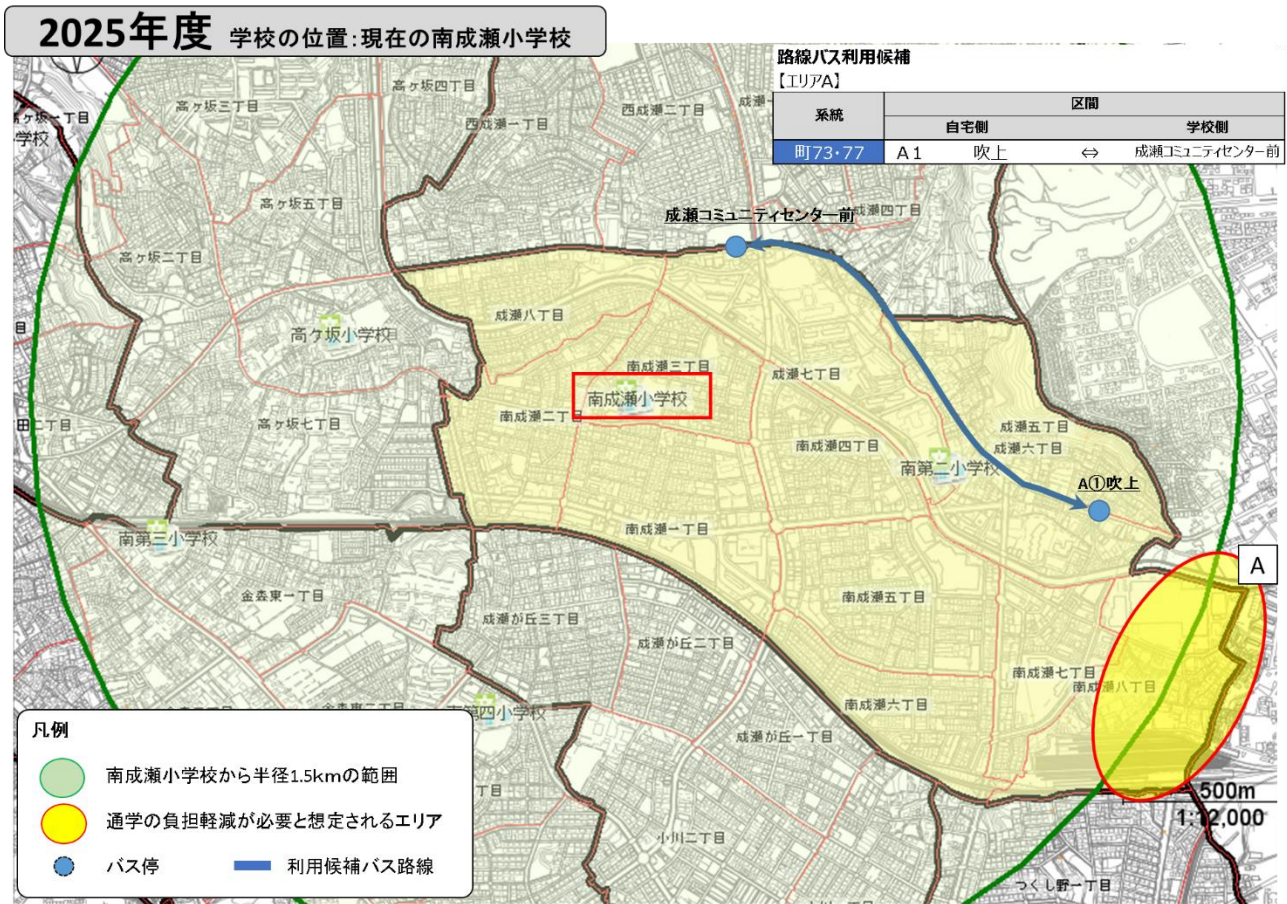 2025年度 学校の位置:現在の南成瀬小学校
路線バス利用候補
【エリアA】
系統
区間
自宅側
学校側
町73・77
A1
吹上
⇔
成瀬コミュニティセンター前
高ヶ坂四丁目
高ヶ坂三丁目
西成瀬二丁目
西成瀬一丁目
高ヶ坂五丁目
高ヶ坂二丁目
成瀬コミュニティセンター前
成瀬四丁目
成瀬八丁目
高ヶ坂小学校
南成瀬三丁目
成瀬七丁目
南成瀬小学校
南成瀬二丁目
高ヶ坂七丁目
成瀬五丁目
南成瀬四丁目
成瀬六丁目
南第二小学校
A①吹上
南成瀬一丁目
南第三小学校
A
金森東一丁目
南成瀬五丁目
成瀬が丘三丁目
成瀬が丘二丁目
南成瀬七丁目
南成瀬八丁目
南成瀬六丁目
南第四小学校
成瀬が丘一丁目
小川二丁目
つくし野一丁目
500m
1:12,000
凡例
南成瀬小学校から半径1.5kmの範囲
通学の負担軽減が必要と想定されるエリア
バス停
利用候補バス路線